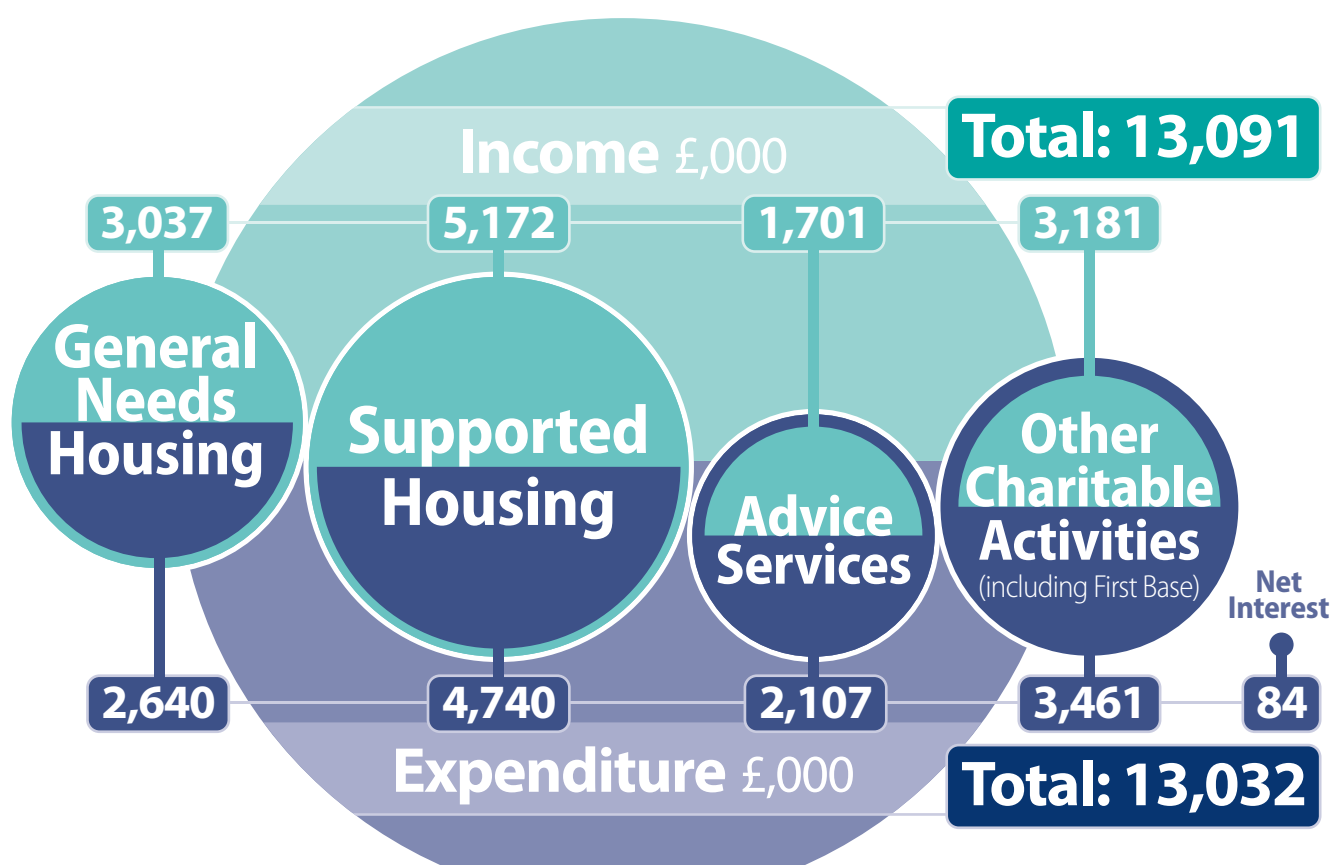 Total: 13,091
Income £,000
3,037
5,172
1,701
3,181
General
Needs
Housing
Supported
Housing
Advice
Services
Other
Charitable
Activities
(including First Base)
Net
Interest
2,640
4,740
2,107
3,461
84
Expenditure £,000
Total: 13,032